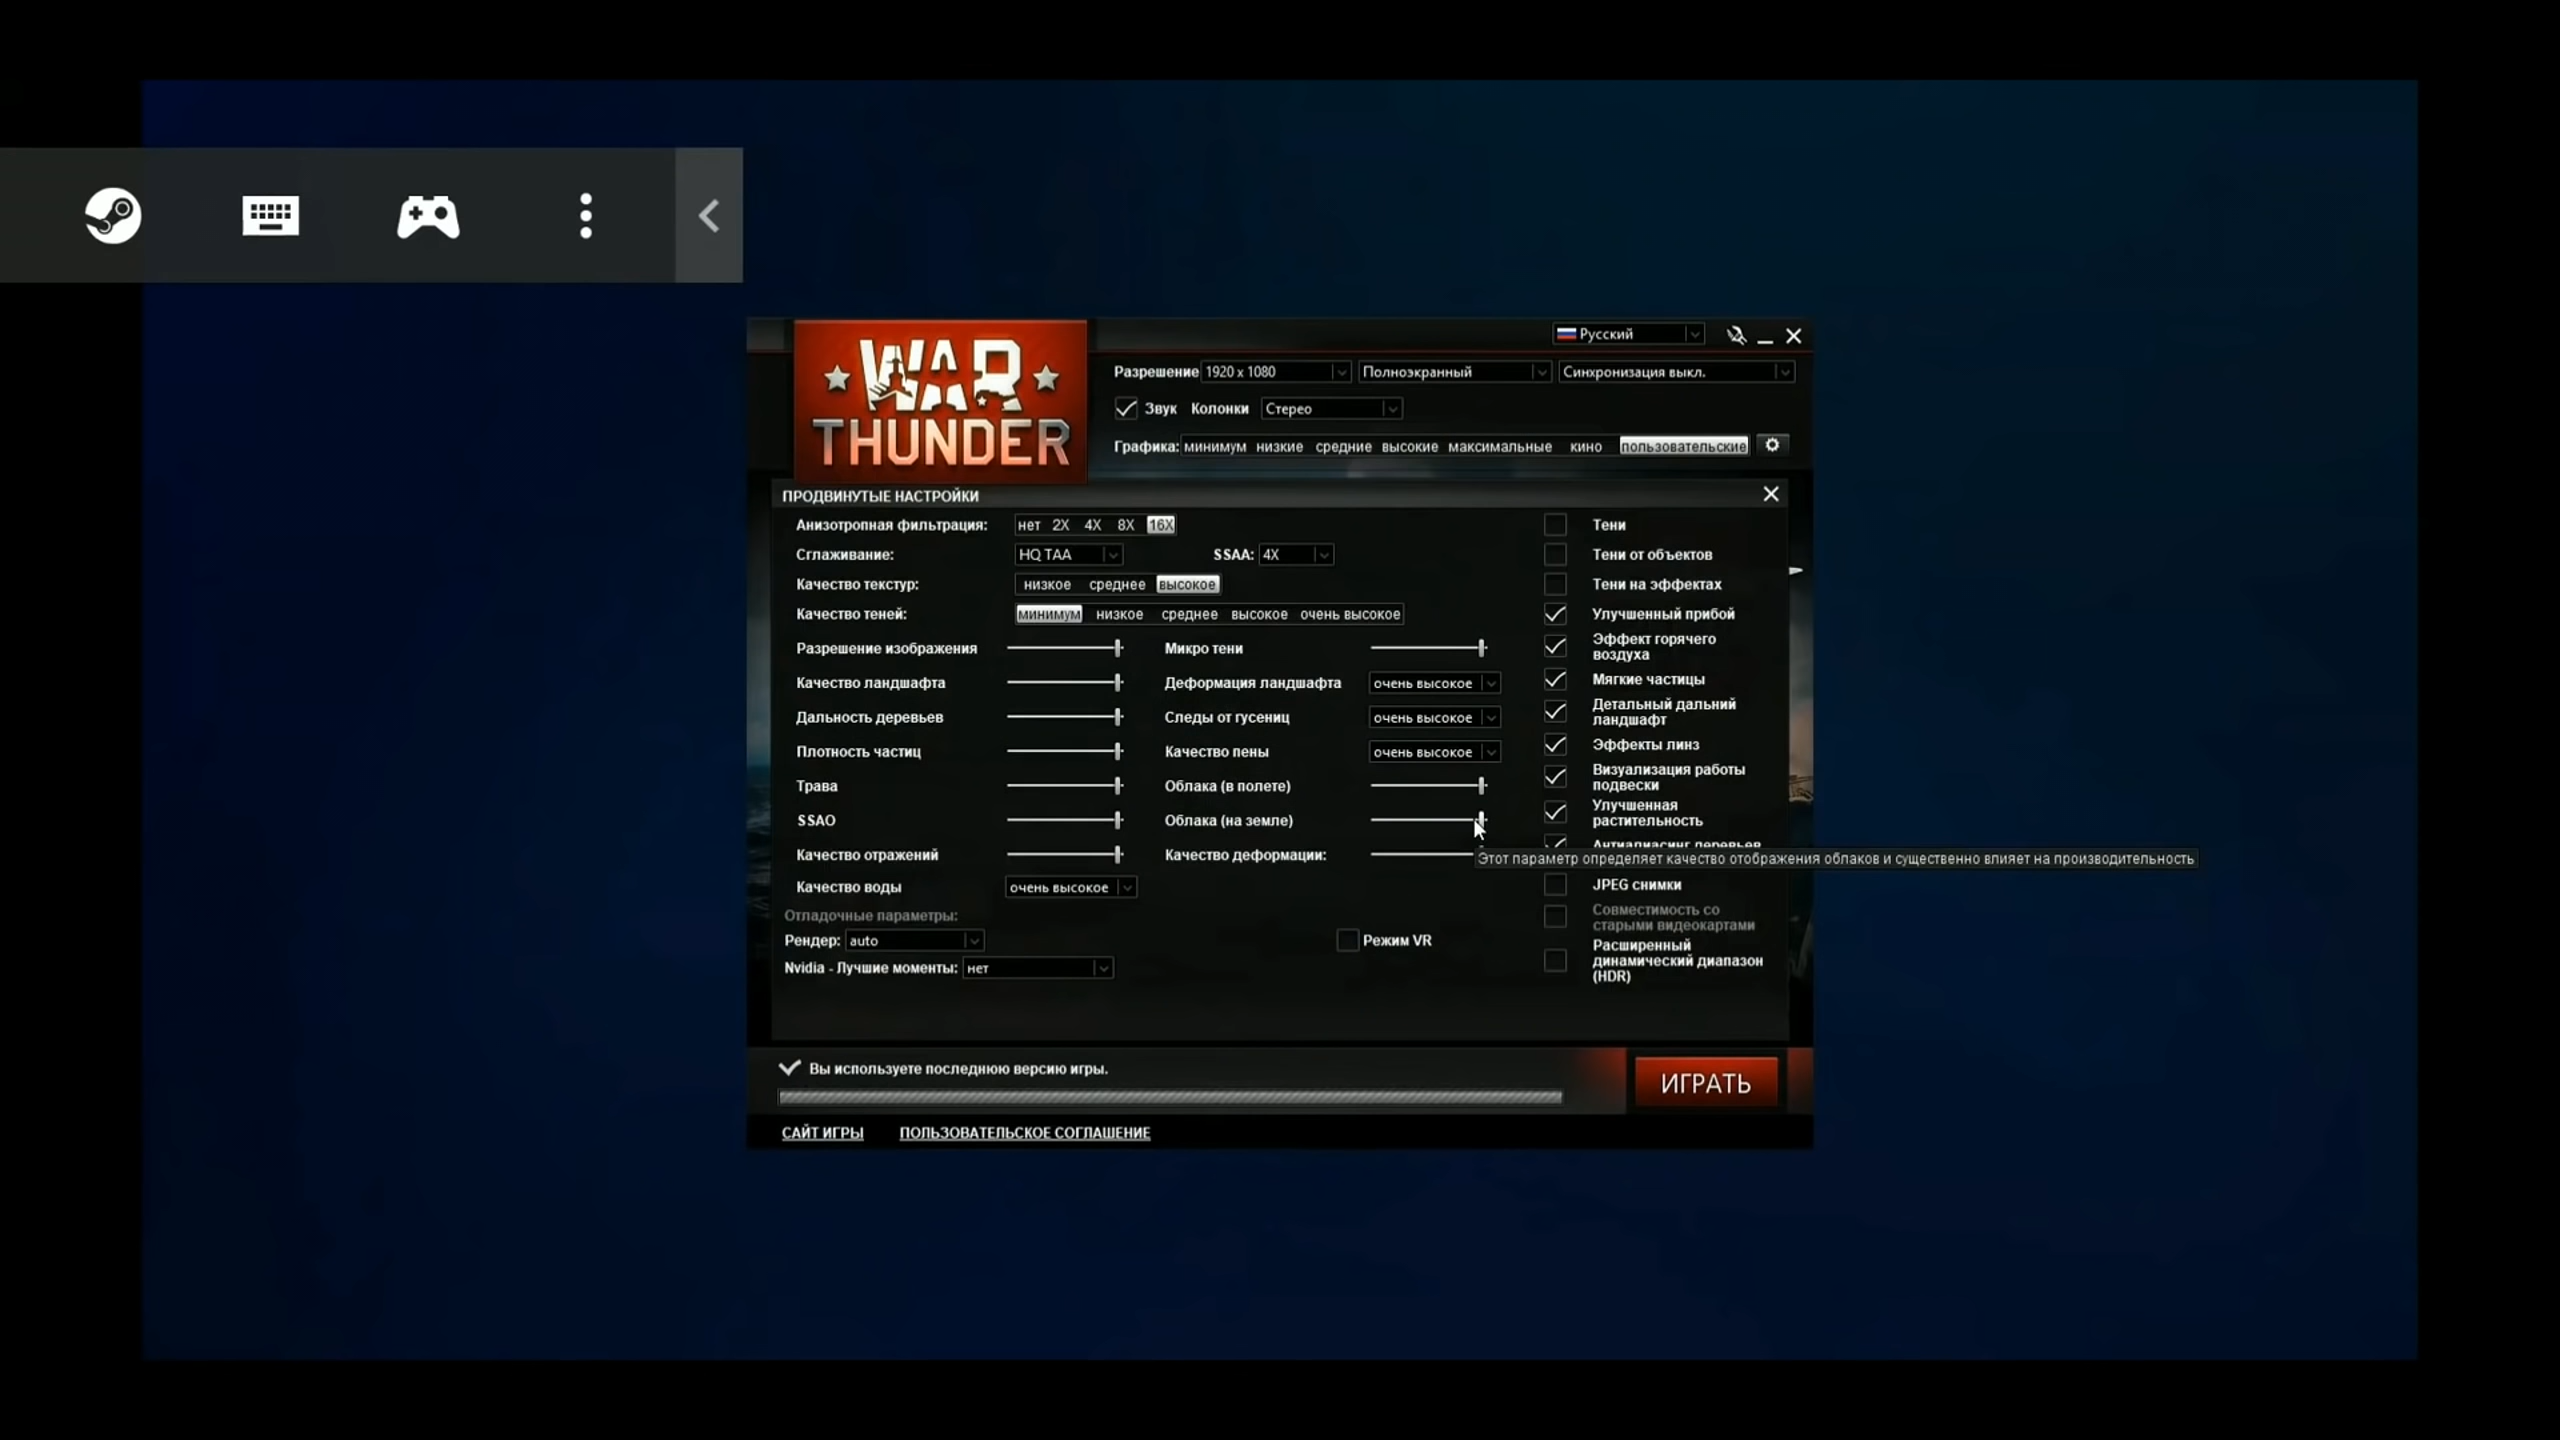 WAR
THUNDER
Русский
Разрешение 1920 x 1080 Полноэкранный Синхронизация выкл.
Звук Колонки Стерео
Графика: минимум низкие средние высокие максимальные кино пользовательские
ПРОДВИНУТЫЕ НАСТРОЙКИ
Анизотропная фильтрация: нет 2X 4X 8X 16X
Сглаживание: HQ TAA SSAA: 4X
Качество текстур: низкое среднее высокое
Качество теней: минимум низкое среднее высокое очень высокое
Разрешение изображения
Качество ландшафта
Дальность деревьев
Плотность частиц
Трава
SSAO
Качество отражений
Качество воды очень высокое
Микро тени
Деформация ландшафта очень высокое
Следы от гусениц очень высокое
Качество пены очень высокое
Облака (в полете)
Облака (на земле)
Качество деформации:
Тени
Тени от объектов
Тени на эффектах
Улучшенный прибой
Эффект горячего
воздуха
Мягкие частицы
Детальный дальний
ландшафт
Эффекты линз
Визуализация работы
подвески
Улучшенная
растительность
Антиалиасинг деревьев
Этот параметр определяет качество отображения облаков и существенно влияет на производительность
JPEG снимки
Совместимость со
старыми видеокартами
Расширенный
динамический диапазон
(HDR)
Отладочные параметры:
Рендер: auto
Режим VR
Nvidia - Лучшие моменты: нет
Вы используете последнюю версию игры.
ИГРАТЬ
САЙТ ИГРЫ ПОЛЬЗОВАТЕЛЬСКОЕ СОГЛАШЕНИЕ